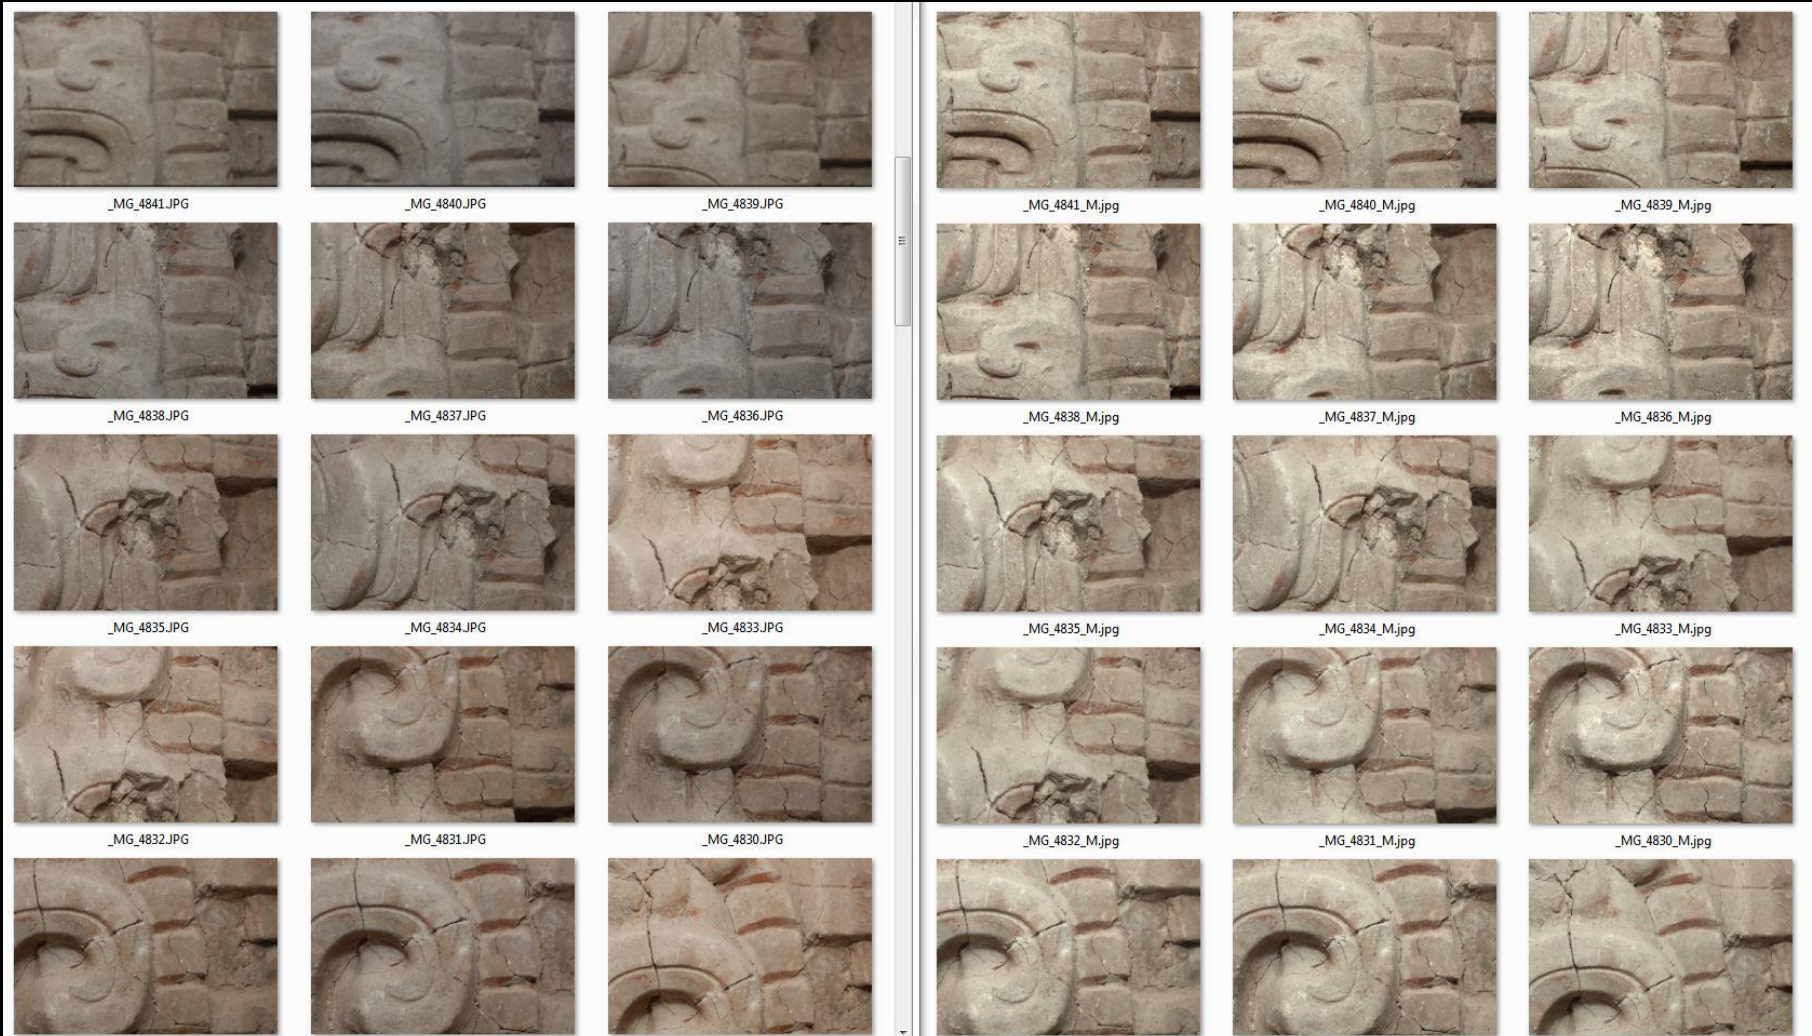 _MG_4841.JPG _MG_4840.JPG _MG_4839.JPG
_MG_4838.JPG _MG_4837.JPG _MG_4836.JPG
_MG_4835.JPG _MG_4834.JPG _MG_4833.JPG
_MG_4832.JPG _MG_4831.JPG _MG_4830.JPG
_MG_4841_M.jpg _MG_4840_M.jpg _MG_4839_M.jpg
_MG_4838_M.jpg _MG_4837_M.jpg _MG_4836_M.jpg
_MG_4835_M.jpg _MG_4834_M.jpg _MG_4833_M.jpg
_MG_4832_M.jpg _MG_4831_M.jpg _MG_4830_M.jpg